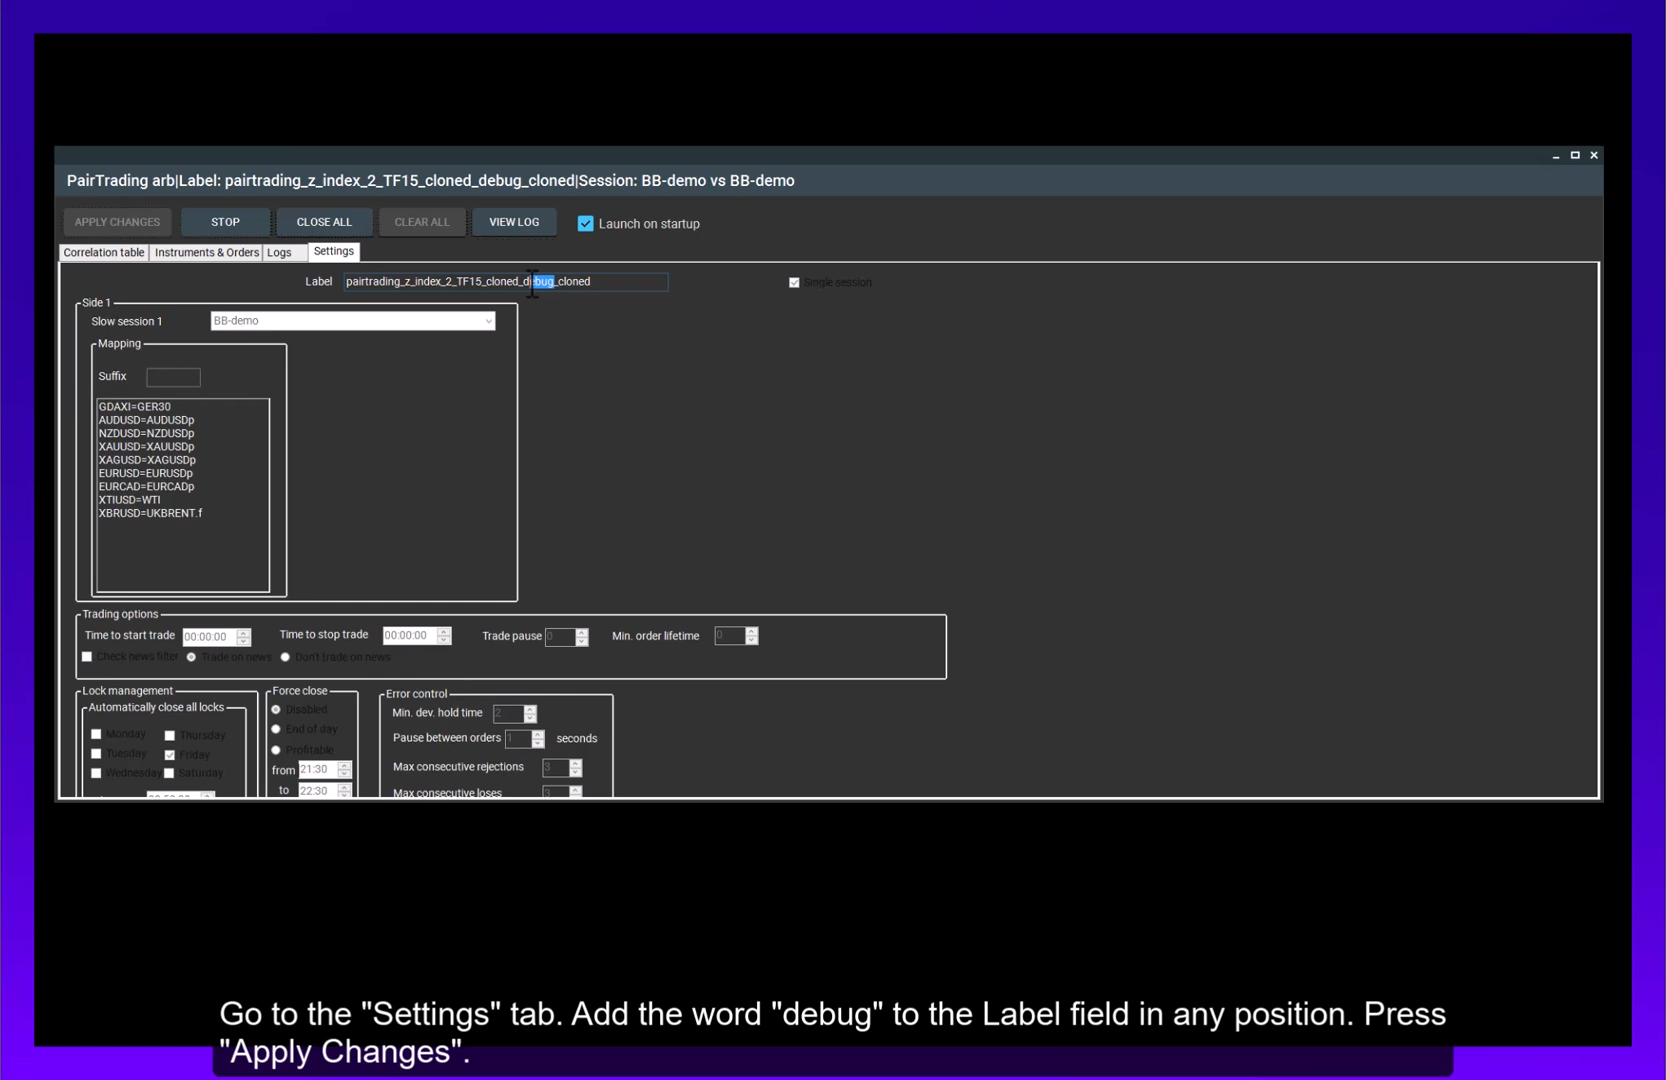 PairTrading arb|Label: pairtrading_z_index_2_TF15_cloned_debug_cloned|Session: BB-demo vs BB-demo
APPLY CHANGES STOP CLOSE ALL CLEAR ALL VIEW LOG Launch on startup
Correlation table Instruments & Orders Logs Settings
Label pairtrading_z_index_2_TF15_cloned_debug_cloned Single session
Side 1
Slow session 1 BB-demo
Mapping
Suffix
GDAXI=GER30
AUDUSD=AUDUSDp
NZDUSD=NZDUSDp
XAUUSD=XAUUSDp
XAGUSD=XAGUSDp
EURUSD=EURUSDp
EURCAD=EURCADp
XTIUSD=WTI
XBRUSD=UKBRENT.f
Trading options
Time to start trade 00:00:00 Time to stop trade 00:00:00 Trade pause 0 Min. order lifetime 0
Check news filter Trade on news Don't trade on news
Lock management
Automatically close all locks
Monday Thursday
Tuesday Friday
Wednesday Saturday
Force close
Disabled
End of day
Profitable
from 21:30
to 22:30
Error control
Min. dev. hold time 2
Pause between orders 1 seconds
Max consecutive rejections 3
Max consecutive loses 3
Go to the "Settings" tab. Add the word "debug" to the Label field in any position. Press
"Apply Changes".